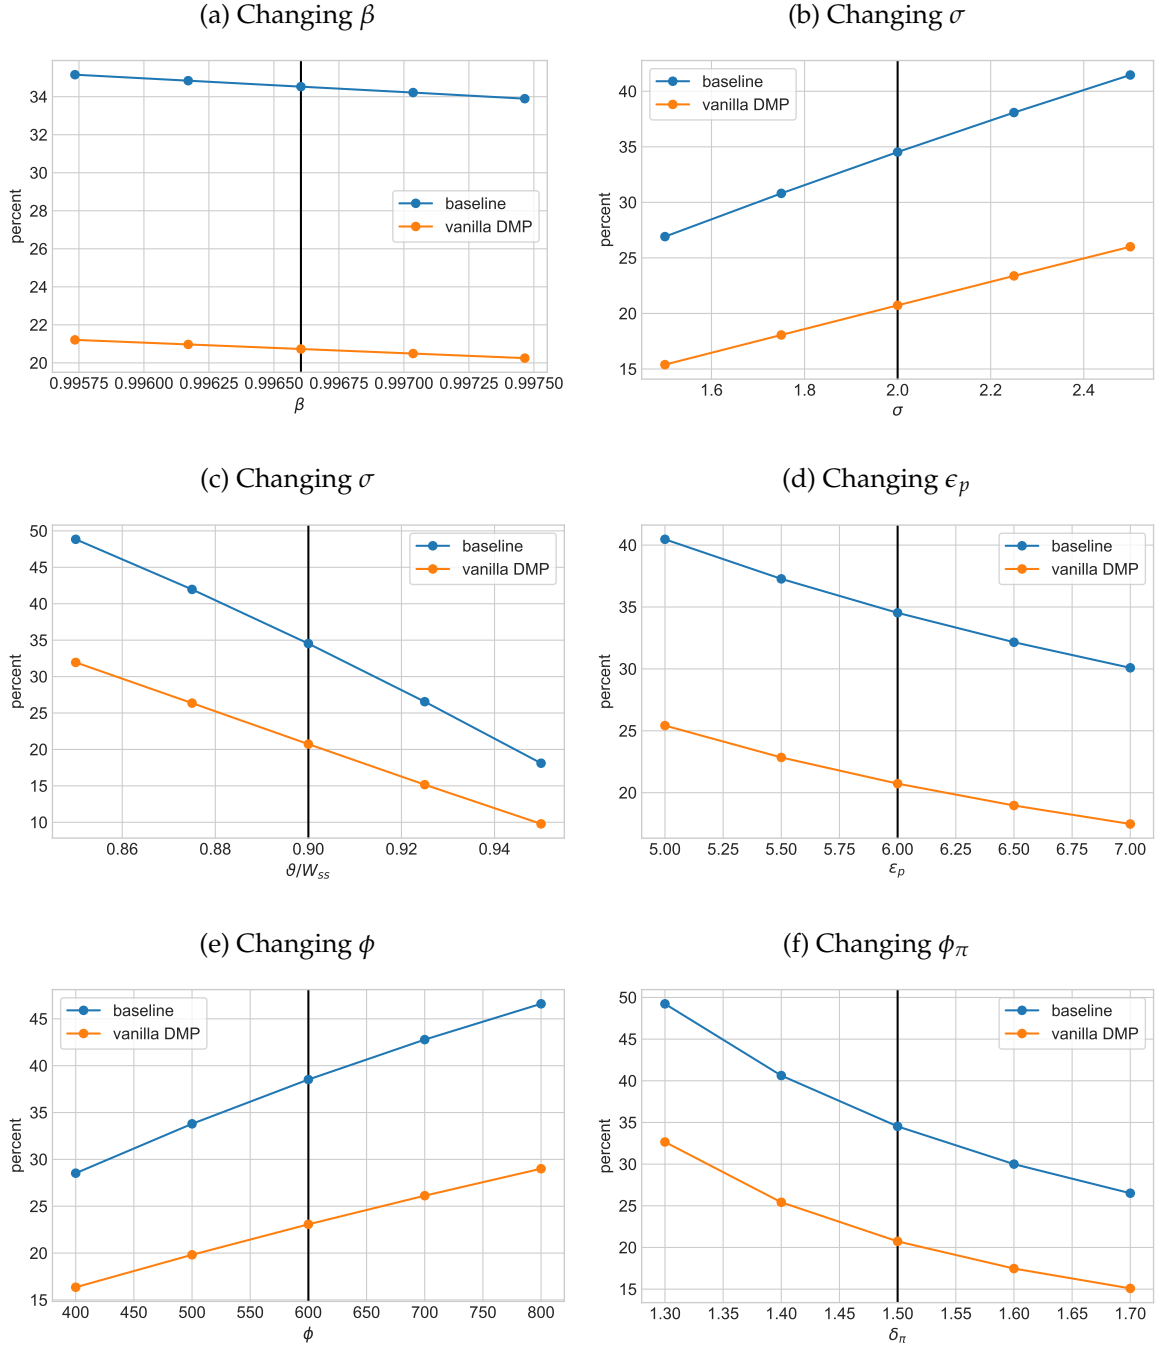 (a) Changing β
34
32
30
28
26
24
22
20
percent
baseline
vanilla DMP
0.99575 0.99600 0.99625 0.99650 0.99675 0.99700 0.99725 0.99750
β
(b) Changing σ
40
35
30
25
20
15
percent
baseline
vanilla DMP
1.6 1.8 2.0 2.2 2.4
σ
(c) Changing σ
50
45
40
35
30
25
20
15
10
percent
baseline
vanilla DMP
0.86 0.88 0.90 0.92 0.94
ϑ/W_ss
(d) Changing ϵ_p
40
35
30
25
20
percent
baseline
vanilla DMP
5.00 5.25 5.50 5.75 6.00 6.25 6.50 6.75 7.00
ε_p
(e) Changing ϕ
45
40
35
30
25
20
15
percent
baseline
vanilla DMP
400 450 500 550 600 650 700 750 800
ϕ
(f) Changing ϕ_π
50
45
40
35
30
25
20
15
percent
baseline
vanilla DMP
1.30 1.35 1.40 1.45 1.50 1.55 1.60 1.65 1.70
δ_π